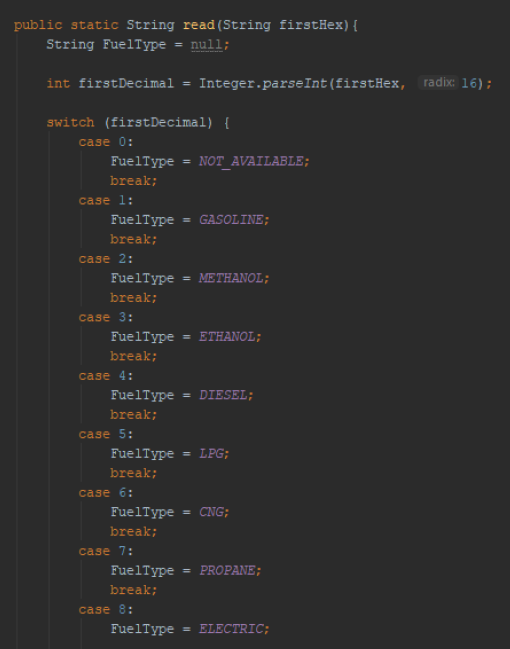 public static String read(String firstHex){
String FuelType = null;
int firstDecimal = Integer.parseInt(firstHex, radix: 16);
switch (firstDecimal) {
case 0:
FuelType = NOT_AVAILABLE;
break;
case 1:
FuelType = GASOLINE;
break;
case 2:
FuelType = METHANOL;
break;
case 3:
FuelType = ETHANOL;
break;
case 4:
FuelType = DIESEL;
break;
case 5:
FuelType = LPG;
break;
case 6:
FuelType = CNG;
break;
case 7:
FuelType = PROPANE;
break;
case 8:
FuelType = ELECTRIC;